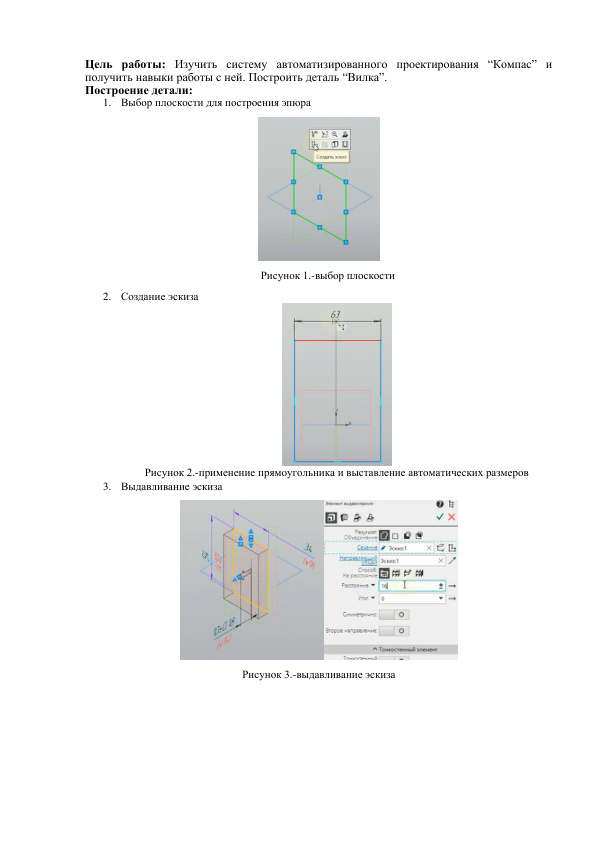 Цель работы: Изучить систему автоматизированного проектирования “Компас” и
получить навыки работы с ней. Построить деталь “Вилка”.
Построение детали:
1. Выбор плоскости для построения эпюра
Создать эскиз
Рисунок 1.-выбор плоскости
2. Создание эскиза
63
Рисунок 2.-применение прямоугольника и выставление автоматических размеров
3. Выдавливание эскиза
Элемент выдавливания
Результат:
Объединение
Сечение
Эскиз:1
34
Направляющий
объект
Эскиз:1
Способ:
На расстояние
Расстояние
16
Угол
0
Симметрично:
Второе направление:
Тонкостенный элемент
Рисунок 3.-выдавливание эскиза